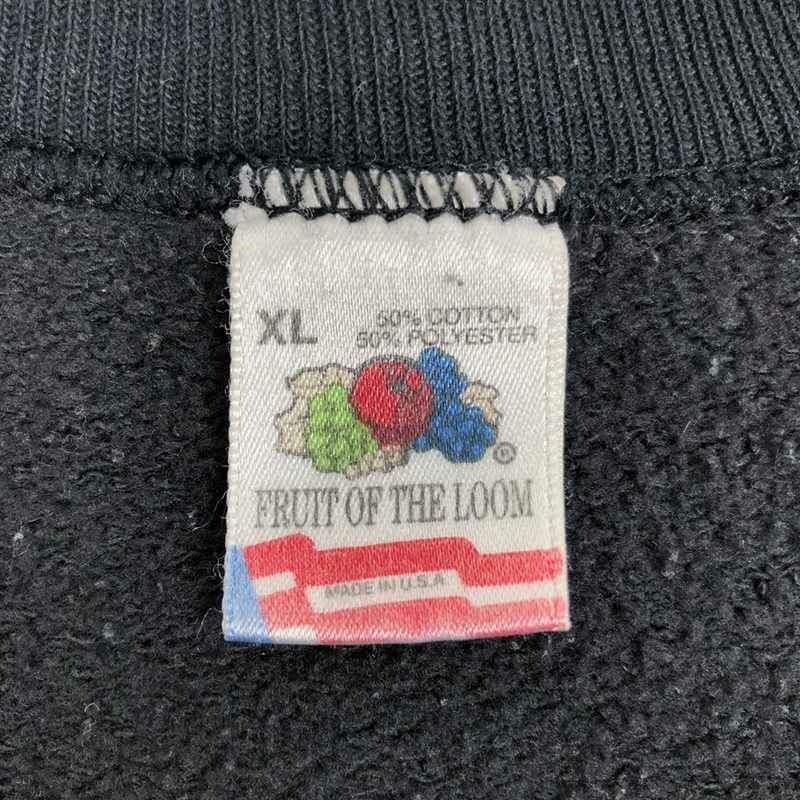 XL
50% COTTON
50% POLYESTER
®
FRUIT OF THE LOOM
MADE IN U.S.A